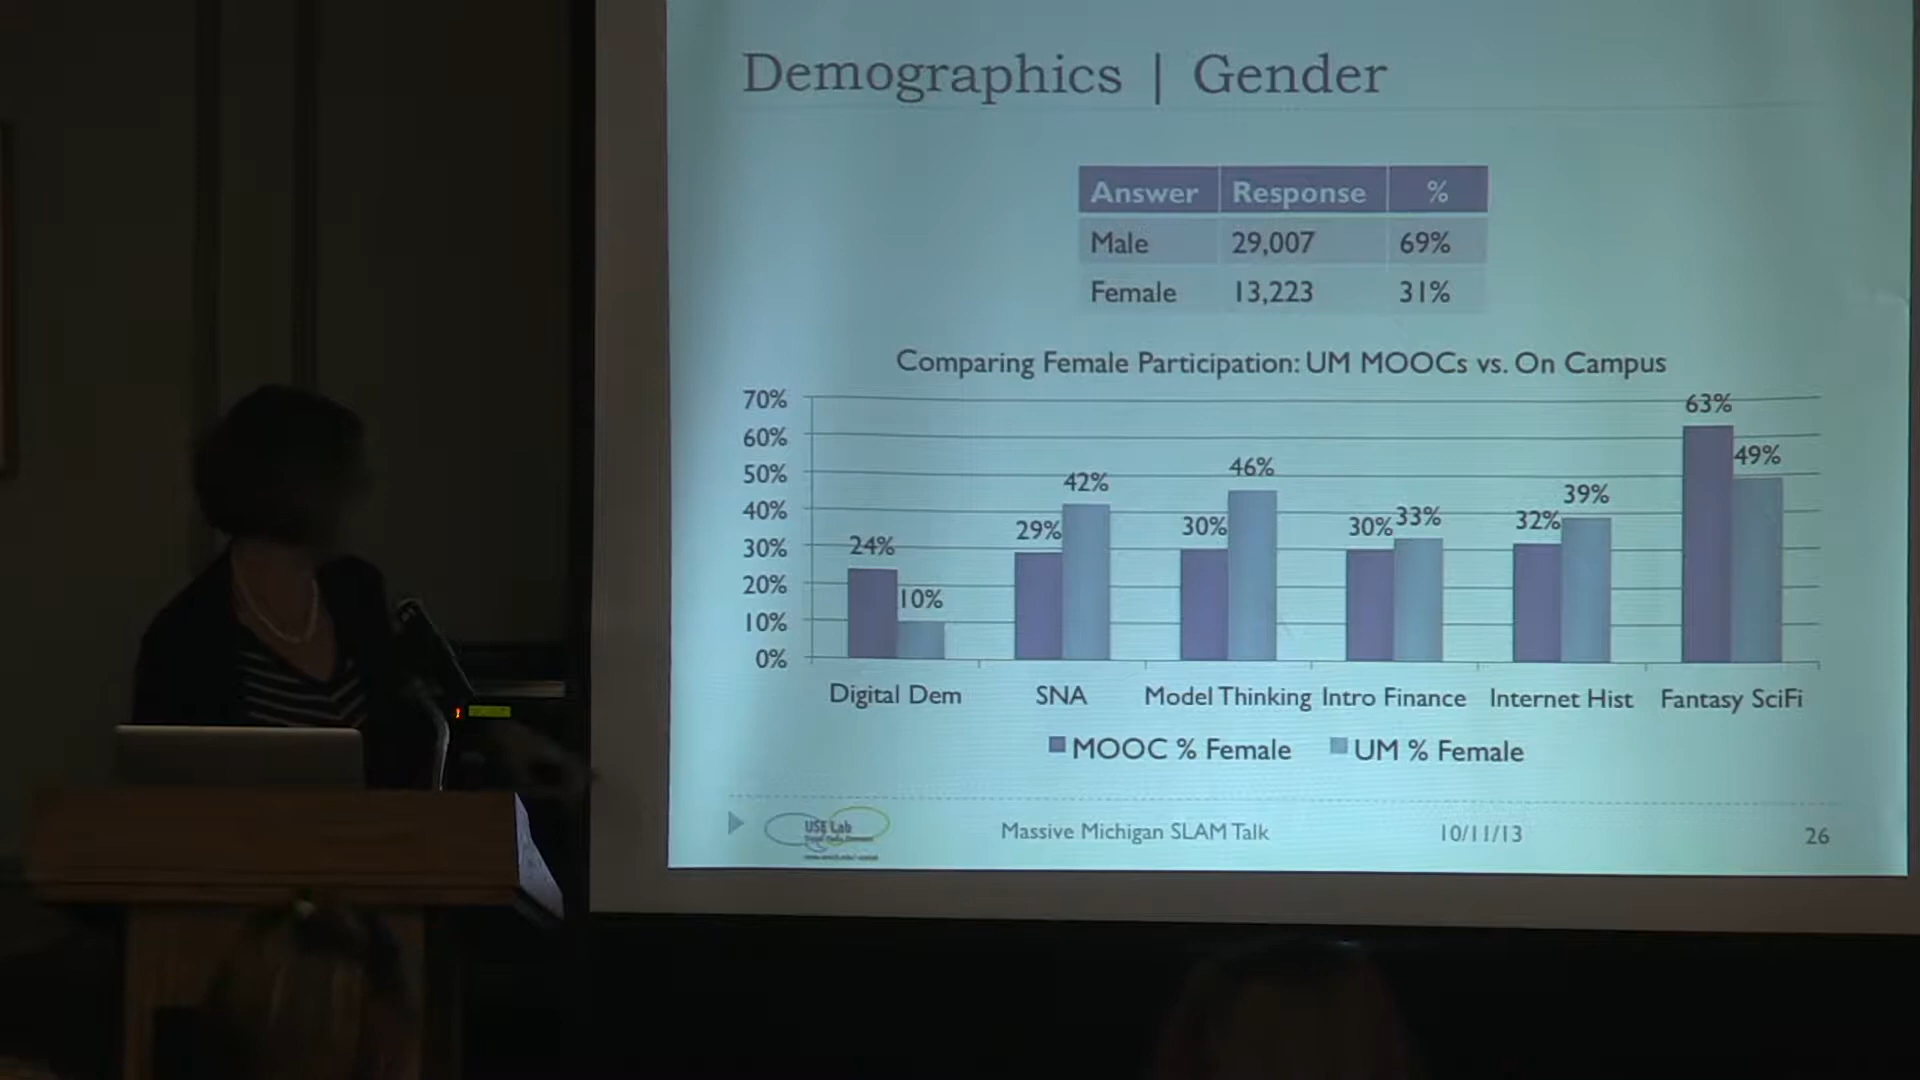 Demographics | Gender
Answer Response %
Male 29,007 69%
Female 13,223 31%
Comparing Female Participation: UM MOOCs vs. On Campus
70%
60%
50%
40%
30%
20%
10%
0%
24% 10% 29% 42% 30% 46% 30% 33% 32% 39% 63% 49%
Digital Dem SNA Model Thinking Intro Finance Internet Hist Fantasy SciFi
MOOC % Female UM % Female
USE Lab
Massive Michigan SLAM Talk 10/11/13 26